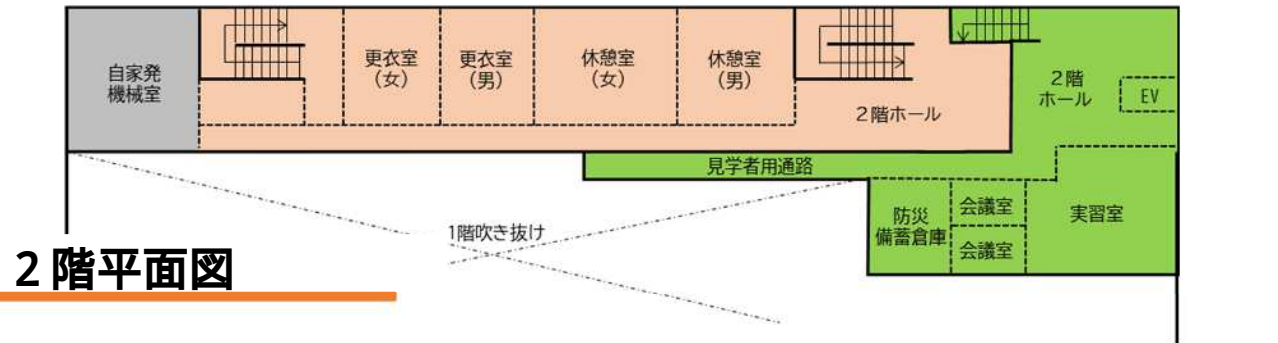 自家発
機械室
更衣室
(女)
更衣室
(男)
休憩室
(女)
休憩室
(男)
2階ホール
2階
ホール
EV
見学者用通路
防災
備蓄倉庫
会議室
会議室
実習室
1階吹き抜け
2階平面図